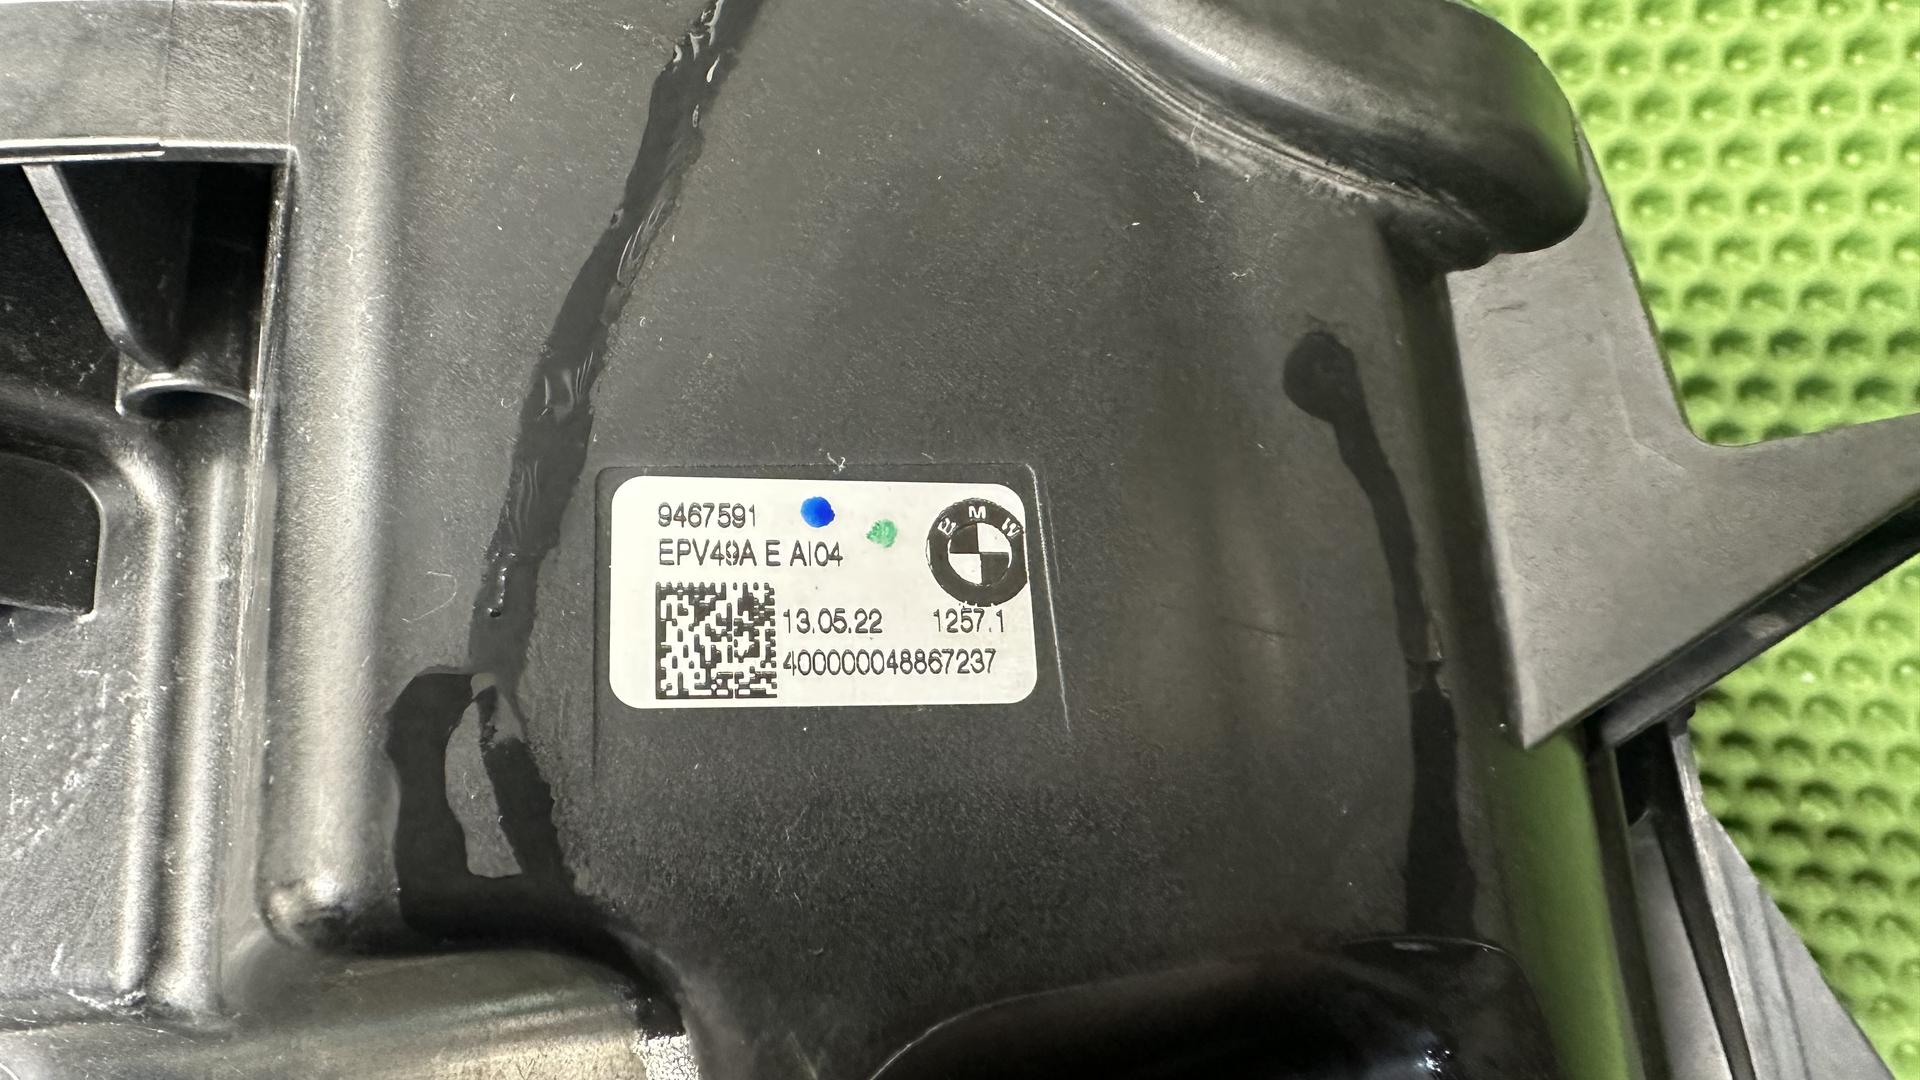 9467591
BMW
EPV49A E AI04
13.05.22 1257.1
400000048867237